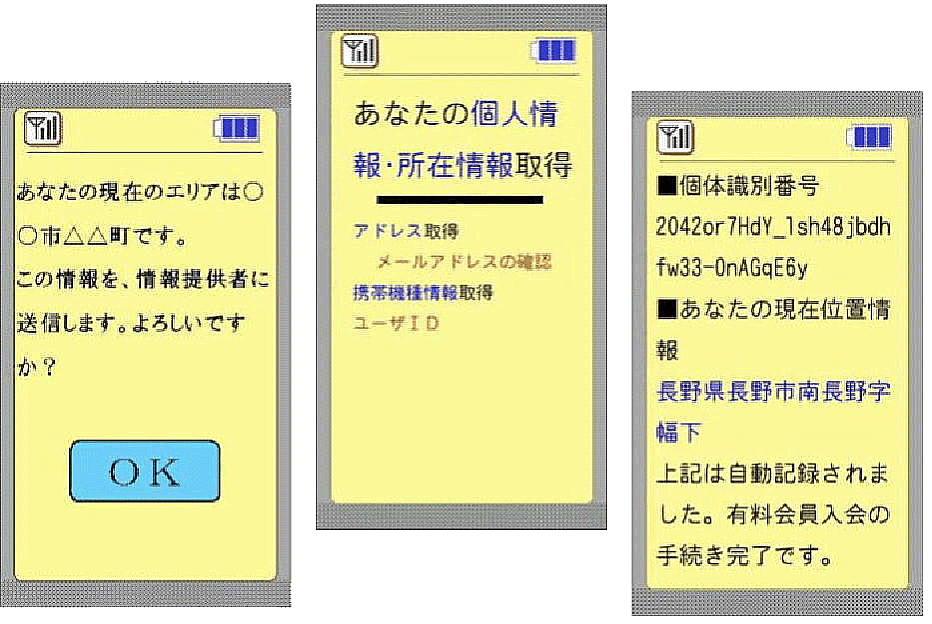 あなたの現在のエリアは○
○市△△町です。
この情報を、情報提供者に
送信します。よろしいです
か？
OK
あなたの個人情
報・所在情報取得
アドレス取得
メールアドレスの確認
携帯機種情報取得
ユーザID
■個体識別番号
2042or7HdY_lsh48jbdh
fw33-OnAGqE6y
■あなたの現在位置情
報
長野県長野市南長野字
幅下
上記は自動記録されま
した。有料会員入会の
手続き完了です。